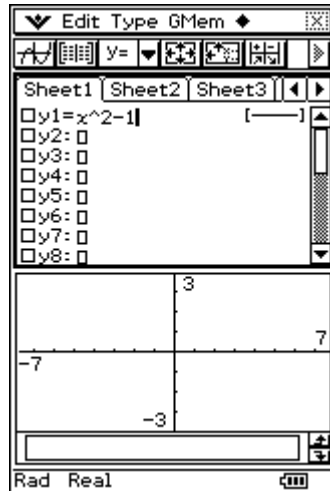 Edit Type GMem
y=
Sheet1 Sheet2 Sheet3
y1=x^2-1
y2:
y3:
y4:
y5:
y6:
y7:
y8:
3
7
-7
-3
Rad Real